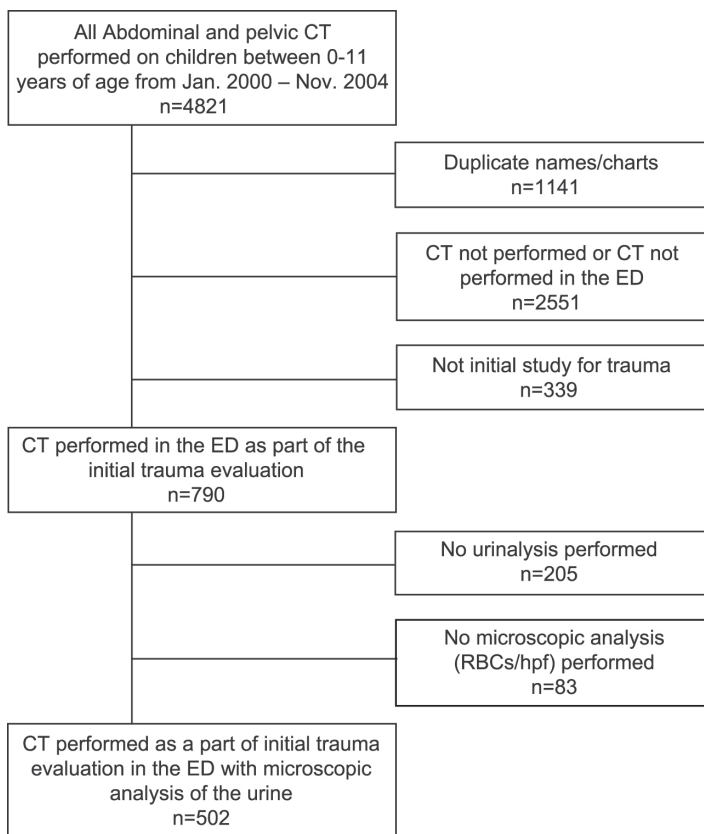 All Abdominal and pelvic CT
performed on children between 0-11
years of age from Jan. 2000 – Nov. 2004
n=4821
Duplicate names/charts
n=1141
CT not performed or CT not
performed in the ED
n=2551
Not initial study for trauma
n=339
CT performed in the ED as part of the
initial trauma evaluation
n=790
No urinalysis performed
n=205
No microscopic analysis
(RBCs/hpf) performed
n=83
CT performed as a part of initial trauma
evaluation in the ED with microscopic
analysis of the urine
n=502